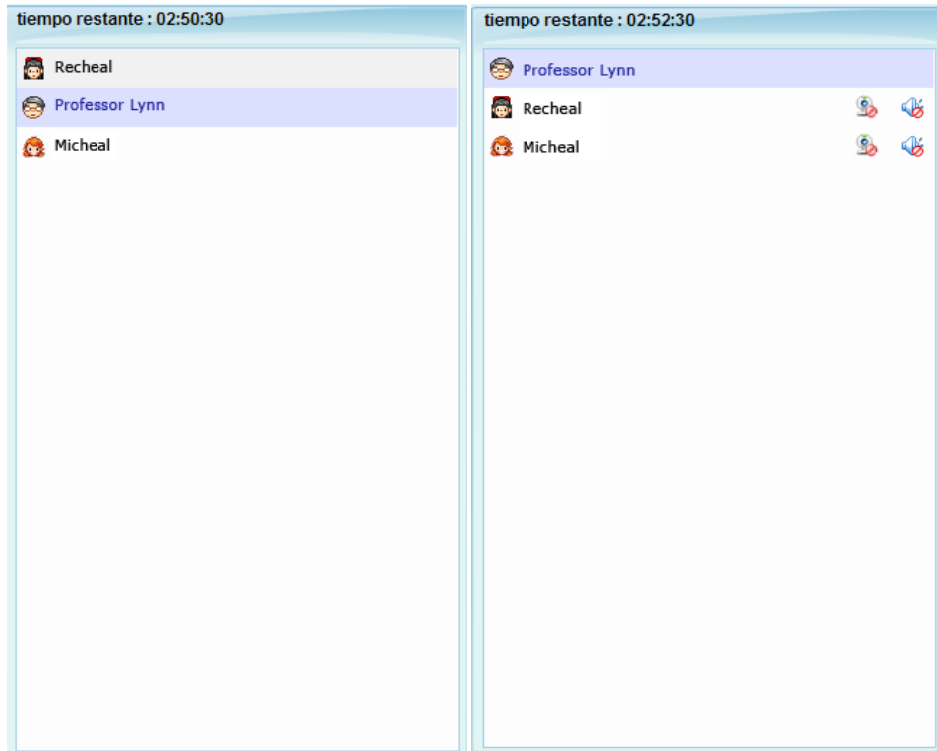 tiempo restante : 02:50:30
Recheal
Professor Lynn
Micheal
tiempo restante : 02:52:30
Professor Lynn
Recheal
Micheal